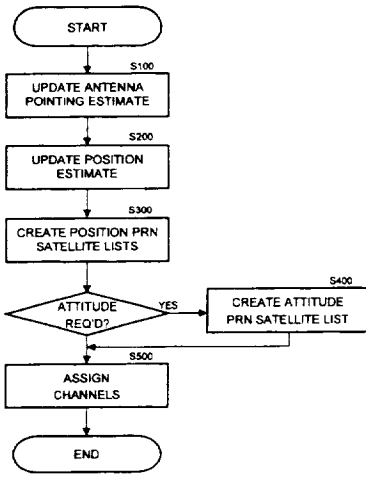 START
S100
UPDATE ANTENNA
POINTING ESTIMATE
S200
UPDATE POSITION
ESTIMATE
S300
CREATE POSITION PRN
SATELLITE LISTS
ATTITUDE
REQ'D?
YES
S400
CREATE ATTITUDE
PRN SATELLITE LIST
S500
ASSIGN
CHANNELS
END